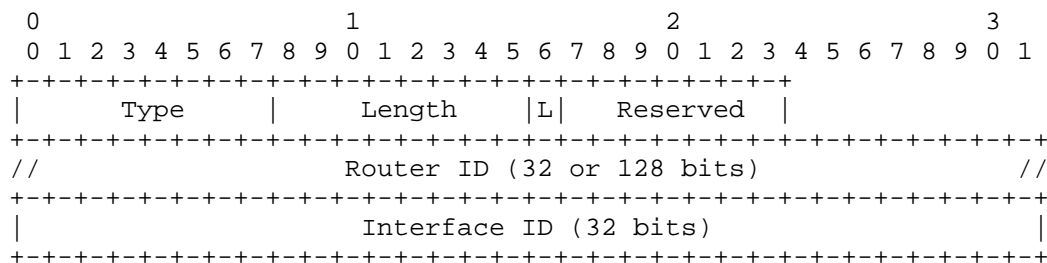 0                   1                   2                   3
 0 1 2 3 4 5 6 7 8 9 0 1 2 3 4 5 6 7 8 9 0 1 2 3 4 5 6 7 8 9 0 1
+-+-+-+-+-+-+-+-+-+-+-+-+-+-+-+-+-+-+-+-+-+-+-+-+
|      Type     |     Length    |L|   Reserved  |
+-+-+-+-+-+-+-+-+-+-+-+-+-+-+-+-+-+-+-+-+-+-+-+-+-+-+-+-+-+-+-+-+
//                   Router ID (32 or 128 bits)                 //
+-+-+-+-+-+-+-+-+-+-+-+-+-+-+-+-+-+-+-+-+-+-+-+-+-+-+-+-+-+-+-+-+
|                     Interface ID (32 bits)                    |
+-+-+-+-+-+-+-+-+-+-+-+-+-+-+-+-+-+-+-+-+-+-+-+-+-+-+-+-+-+-+-+-+